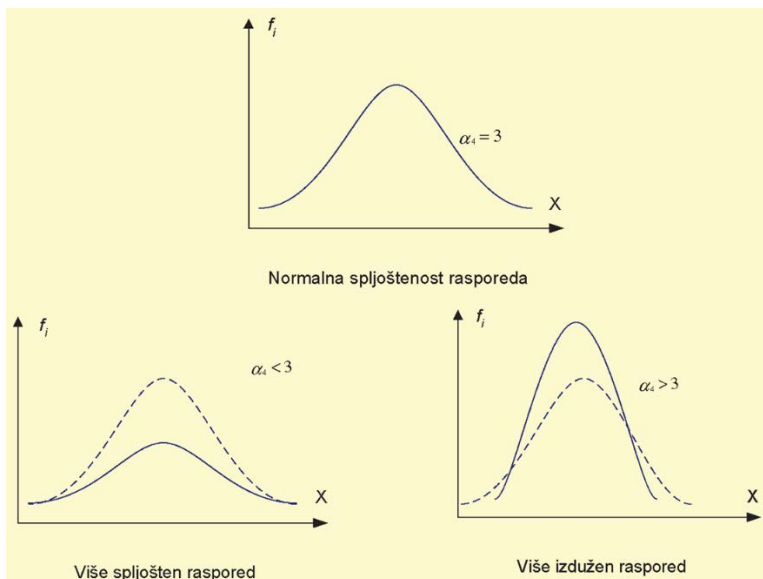 fi
α₄ = 3
X
Normalna spljoštenost rasporeda
fi
α₄ < 3
X
Više spljošten raspored
fi
α₄ > 3
X
Više izdužen raspored